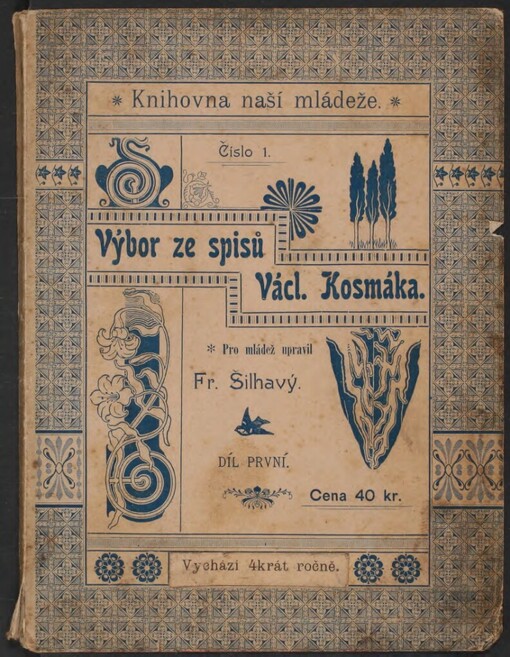 * Knihovna naší mládeže. *
Číslo 1.
Výbor ze spisů
Václ. Kosmáka.
* Pro mládež upravil
Fr. Šilhavý.
DÍL PRVNÍ.
Cena 40 kr.
Vychází 4krát ročně.